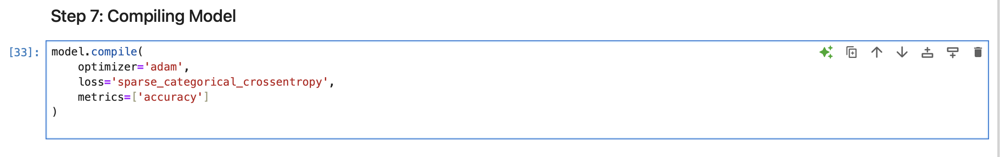 Step 7: Compiling Model
[33]:
model.compile(
    optimizer='adam',
    loss='sparse_categorical_crossentropy',
    metrics=['accuracy']
)